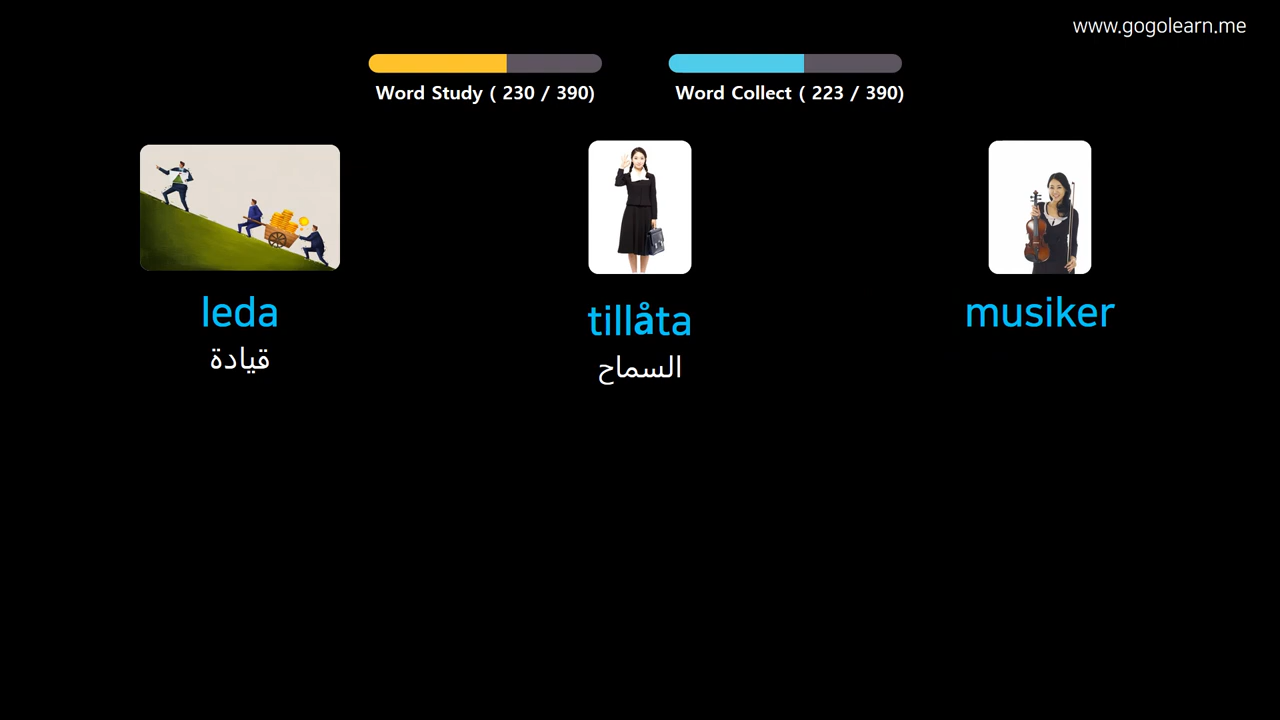 www.gogolearn.me
Word Study ( 230 / 390)
Word Collect ( 223 / 390)
leda
قيادة
tillåta
السماح
musiker